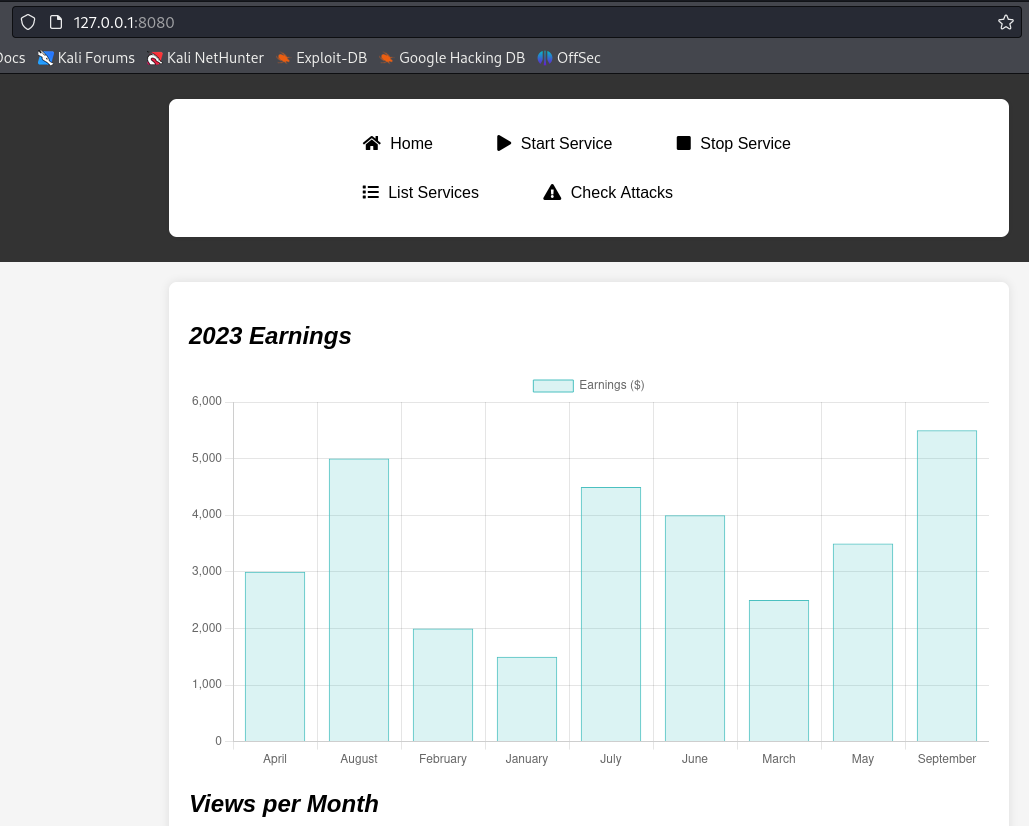 127.0.0.1:8080
Docs Kali Forums Kali NetHunter Exploit-DB Google Hacking DB OffSec
Home Start Service Stop Service
List Services Check Attacks
2023 Earnings
Earnings ($)
6,000
5,000
4,000
3,000
2,000
1,000
0
April August February January July June March May September
Views per Month